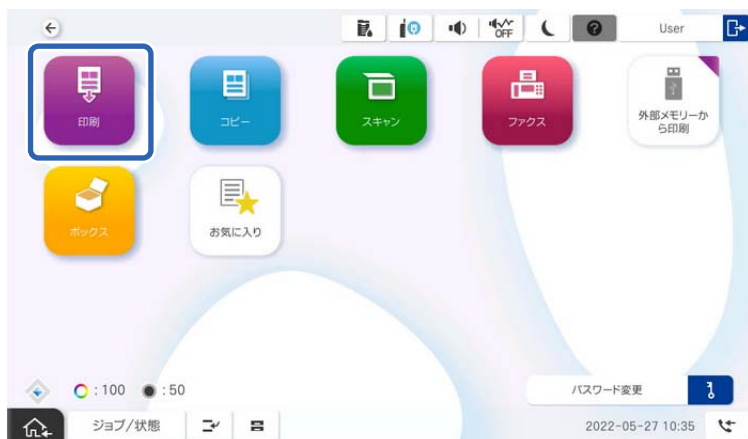 OFF
User
印刷
コピー
スキャン
ファクス
外部メモリーか
ら印刷
ボックス
お気に入り
:100
:50
パスワード変更
ジョブ/状態
2022-05-27 10:35